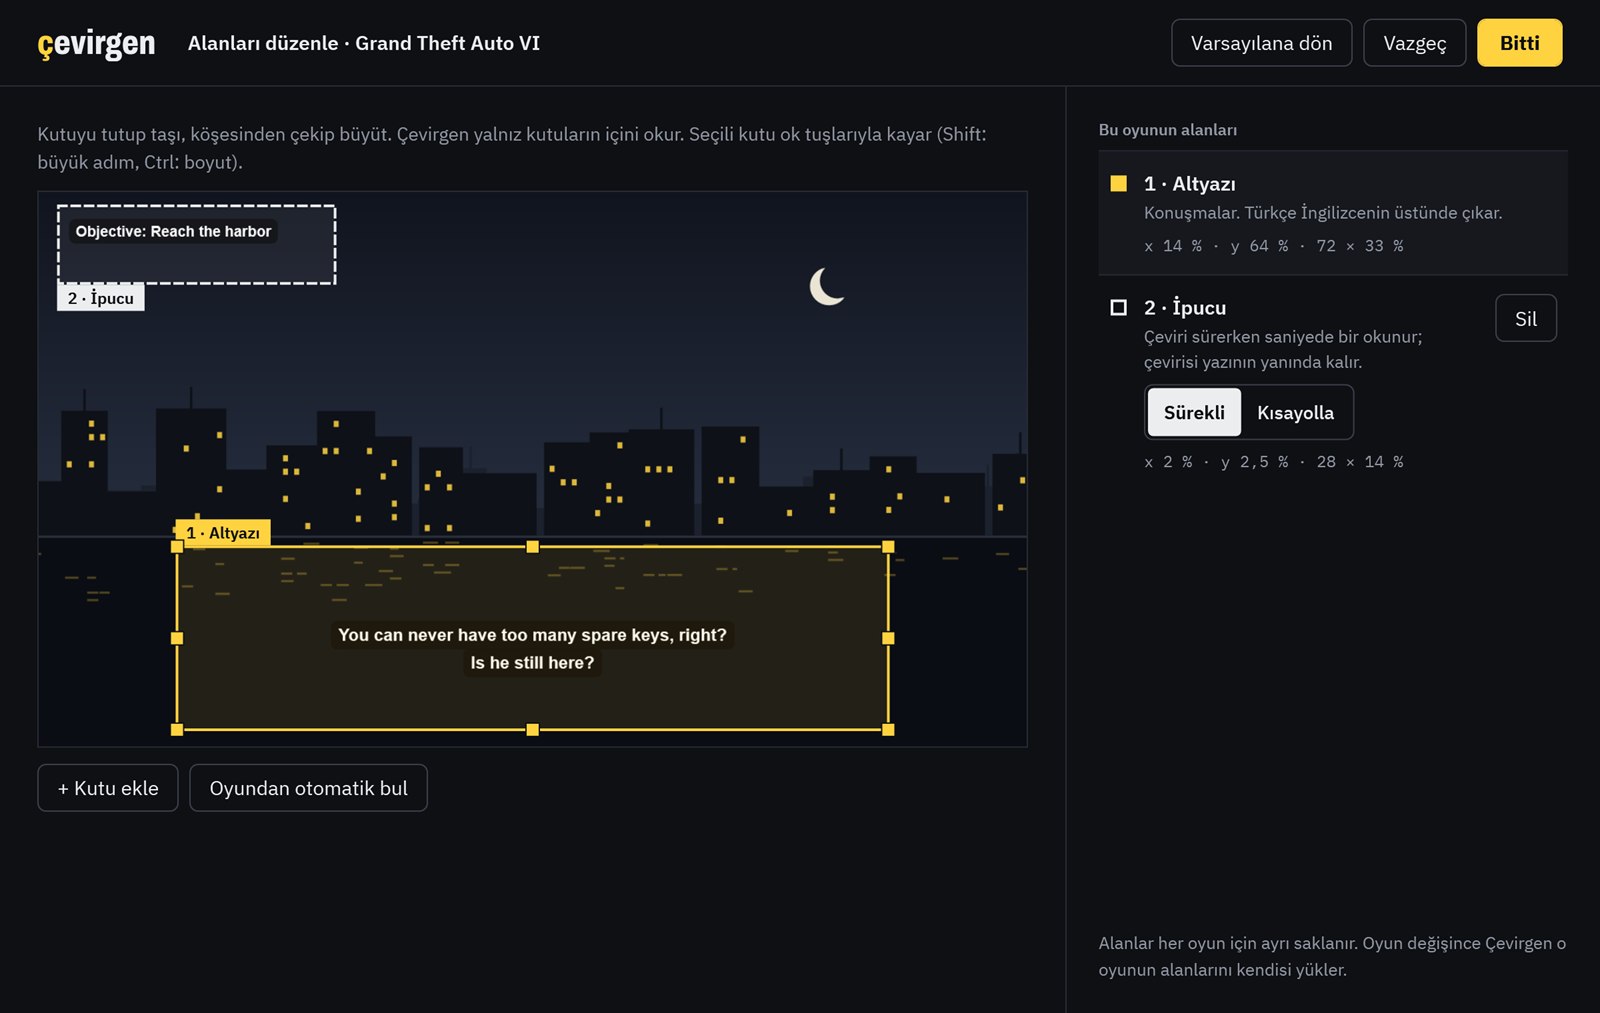 çevirgen
Alanları düzenle · Grand Theft Auto VI
Varsayılana dön
Vazgeç
Bitti
Kutuyu tutup taşı, köşesinden çekip büyüt. Çevirgen yalnız kutuların içini okur. Seçili kutu ok tuşlarıyla kayar (Shift:
büyük adım, Ctrl: boyut).
Objective: Reach the harbor
2 · İpucu
1 · Altyazı
You can never have too many spare keys, right?
Is he still here?
+ Kutu ekle
Oyundan otomatik bul
Bu oyunun alanları
1 · Altyazı
Konuşmalar. Türkçe İngilizcenin üstünde çıkar.
x 14 % · y 64 % · 72 × 33 %
2 · İpucu
Sil
Çeviri sürerken saniyede bir okunur;
çevirisi yazının yanında kalır.
Sürekli
Kısayolla
x 2 % · y 2,5 % · 28 × 14 %
Alanlar her oyun için ayrı saklanır. Oyun değişince Çevirgen o
oyunun alanlarını kendisi yükler.